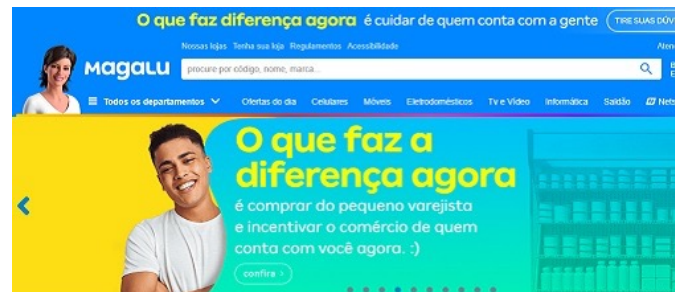 O que faz diferença agora é cuidar de quem conta com a gente
TIRE SUAS DÚV
Nossas lojas Tenha sua loja Regulamentos Acessibilidade
Aten
magalu
procure por código, nome, marca...
B
E
Todos os departamentos
Ofertas do dia Celulares Móveis Eletrodomésticos Tv e Vídeo Informática Saldão Nets
O que faz a
diferença agora
é comprar do pequeno varejista
e incentivar o comércio de quem
conta com você agora. :)
confira >